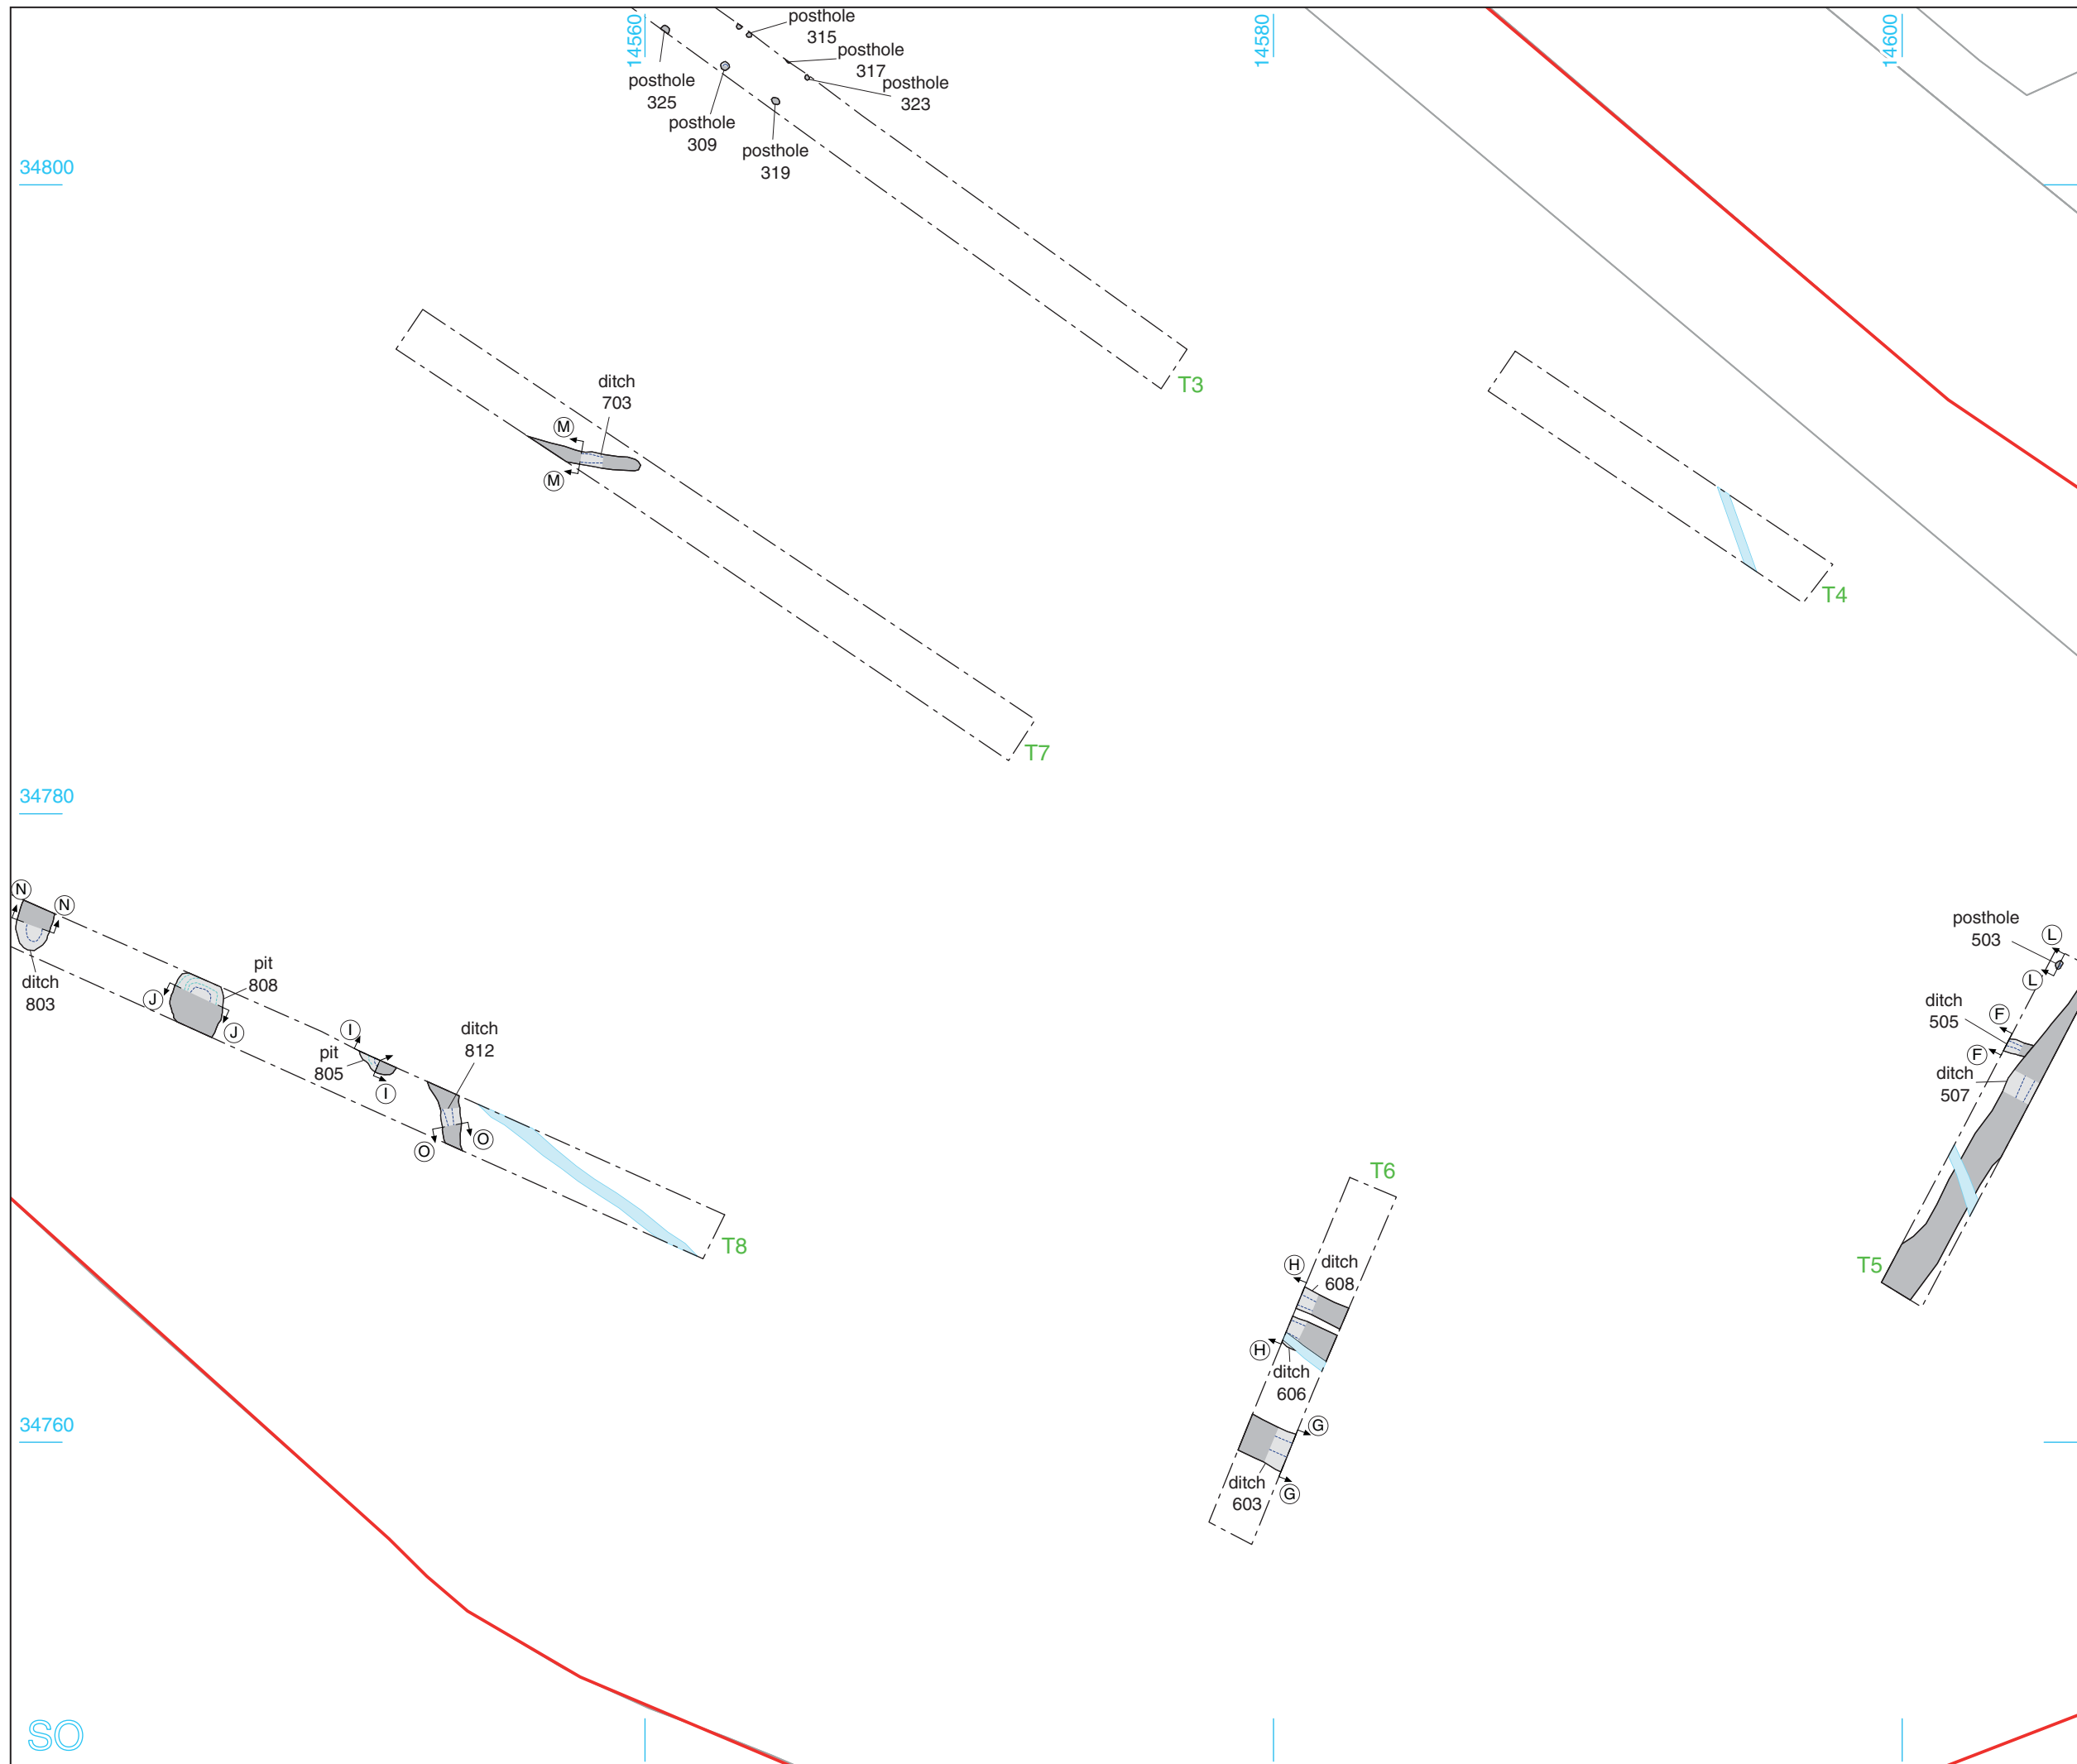 14560
14580
14600
posthole
315
posthole
317
posthole
323
posthole
325
posthole
309
posthole
319
34800
T3
ditch
703
M
M
T4
T7
34780
N
N
ditch
803
pit
808
J
J
I
pit
805
I
ditch
812
O
O
T8
posthole
503
L
L
ditch
505
F
F
ditch
507
T5
T6
H
ditch
608
H
ditch
606
34760
G
ditch
603
G
SO